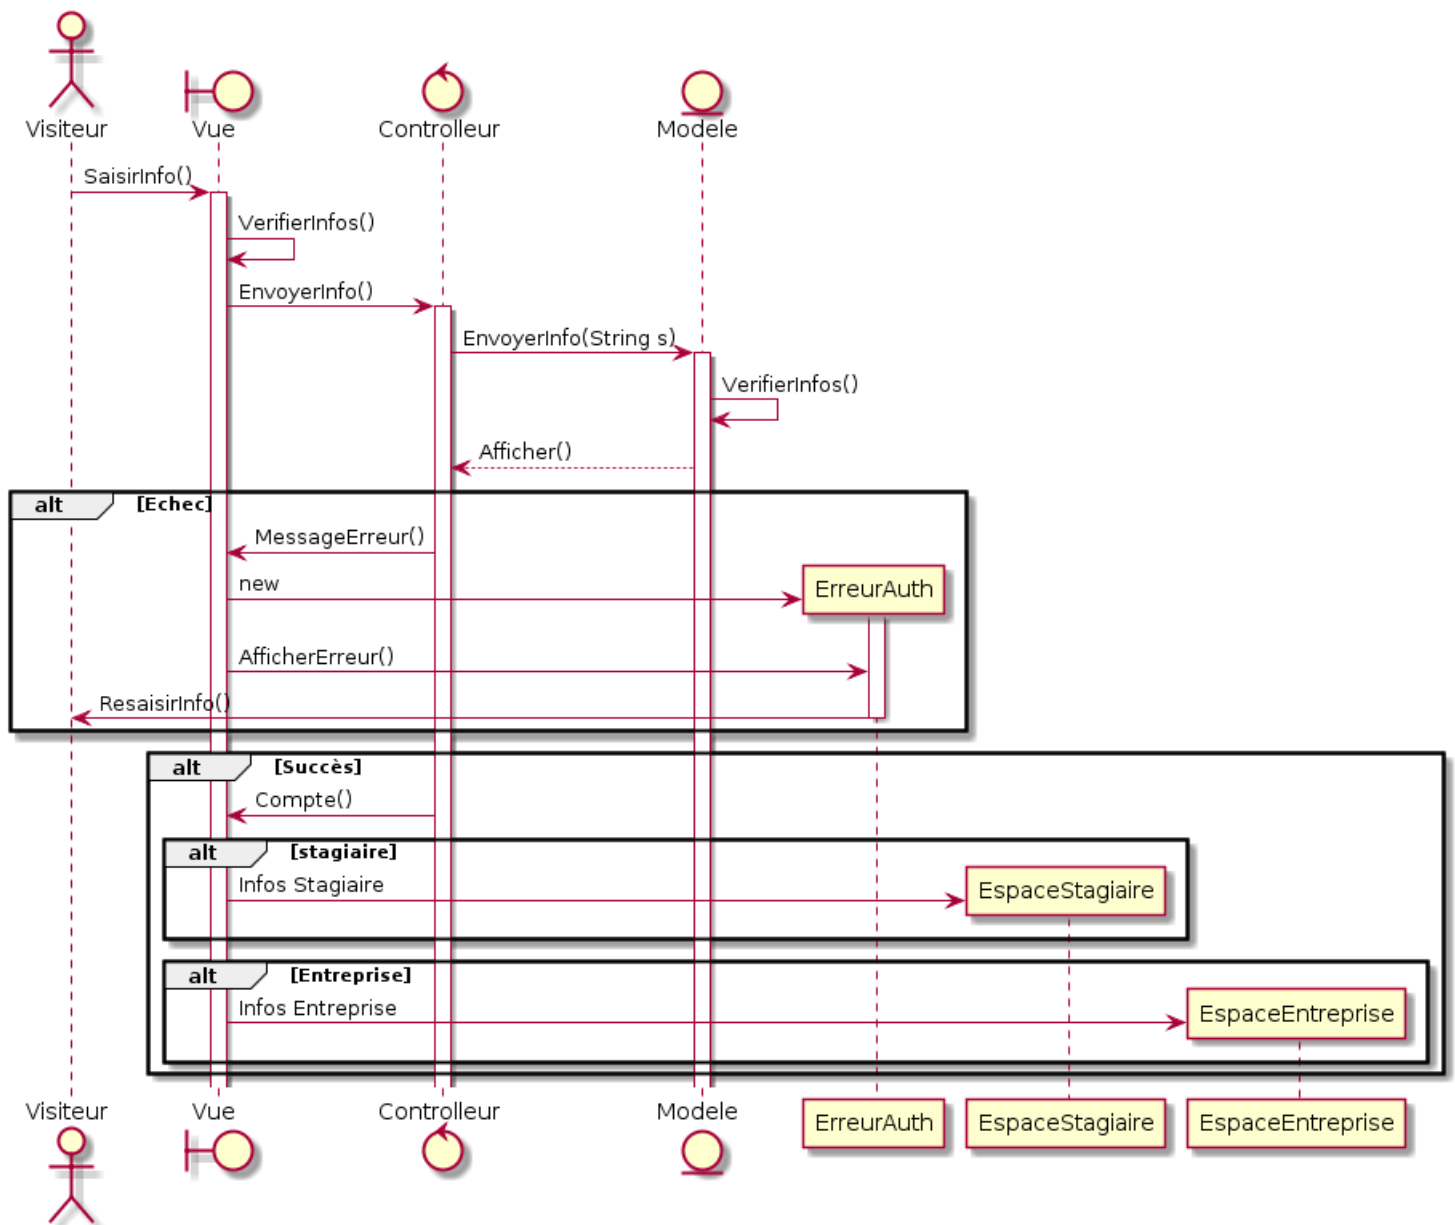 Visiteur Vue Controlleur Modele
SaisirInfo()
VerifierInfos()
EnvoyerInfo()
EnvoyerInfo(String s)
VerifierInfos()
Afficher()
alt [Echec]
MessageErreur()
new
ErreurAuth
AfficherErreur()
ResaisirInfo()
alt [Succès]
Compte()
alt [stagiaire]
Infos Stagiaire
EspaceStagiaire
alt [Entreprise]
Infos Entreprise
EspaceEntreprise
Visiteur Vue Controlleur Modele ErreurAuth EspaceStagiaire EspaceEntreprise